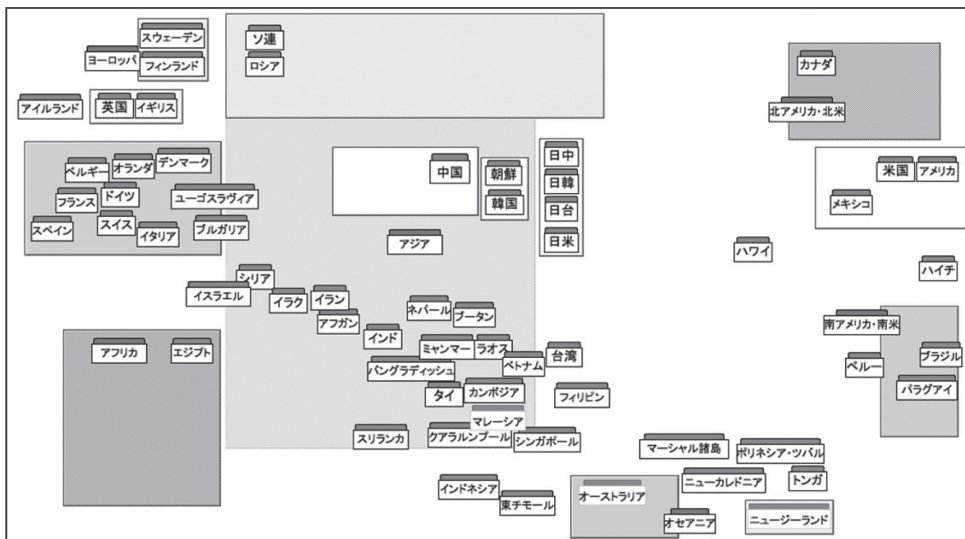 スウェーデン
ソ連
ヨーロッパ
フィンランド
ロシア
カナダ
アイルランド
英国
イギリス
北アメリカ・北米
ベルギー
オランダ
デンマーク
中国
朝鮮
日中
米国
アメリカ
フランス
ドイツ
ユーゴスラヴィア
韓国
日韓
メキシコ
スペイン
スイス
イタリア
ブルガリア
日台
アジア
日米
ハワイ
ハイチ
シリア
イスラエル
イラク
イラン
アフガン
ネパール
ブータン
インド
南アメリカ・南米
アフリカ
エジプト
ミャンマー
ラオス
ベトナム
台湾
ペルー
ブラジル
バングラディッシュ
タイ
カンボジア
フィリピン
パラグアイ
マレーシア
スリランカ
クアラルンプール
シンガポール
マーシャル諸島
ポリネシア・ツバル
インドネシア
東チモール
オーストラリア
ニューカレドニア
トンガ
オセアニア
ニュージーランド